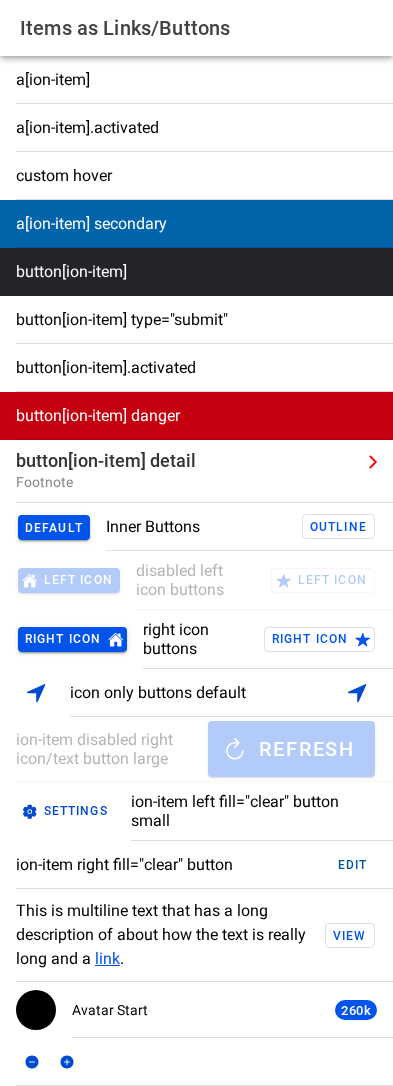 Items as Links/Buttons
a[ion-item]
a[ion-item].activated
custom hover
a[ion-item] secondary
button[ion-item]
button[ion-item] type="submit"
button[ion-item].activated
button[ion-item] danger
button[ion-item] detail
Footnote
DEFAULT Inner Buttons OUTLINE
LEFT ICON disabled left icon buttons LEFT ICON
RIGHT ICON right icon buttons RIGHT ICON
icon only buttons default
ion-item disabled right
icon/text button large
REFRESH
SETTINGS
ion-item left fill="clear" button
small
ion-item right fill="clear" button EDIT
This is multiline text that has a long
description of about how the text is really
long and a link.
VIEW
Avatar Start 260k